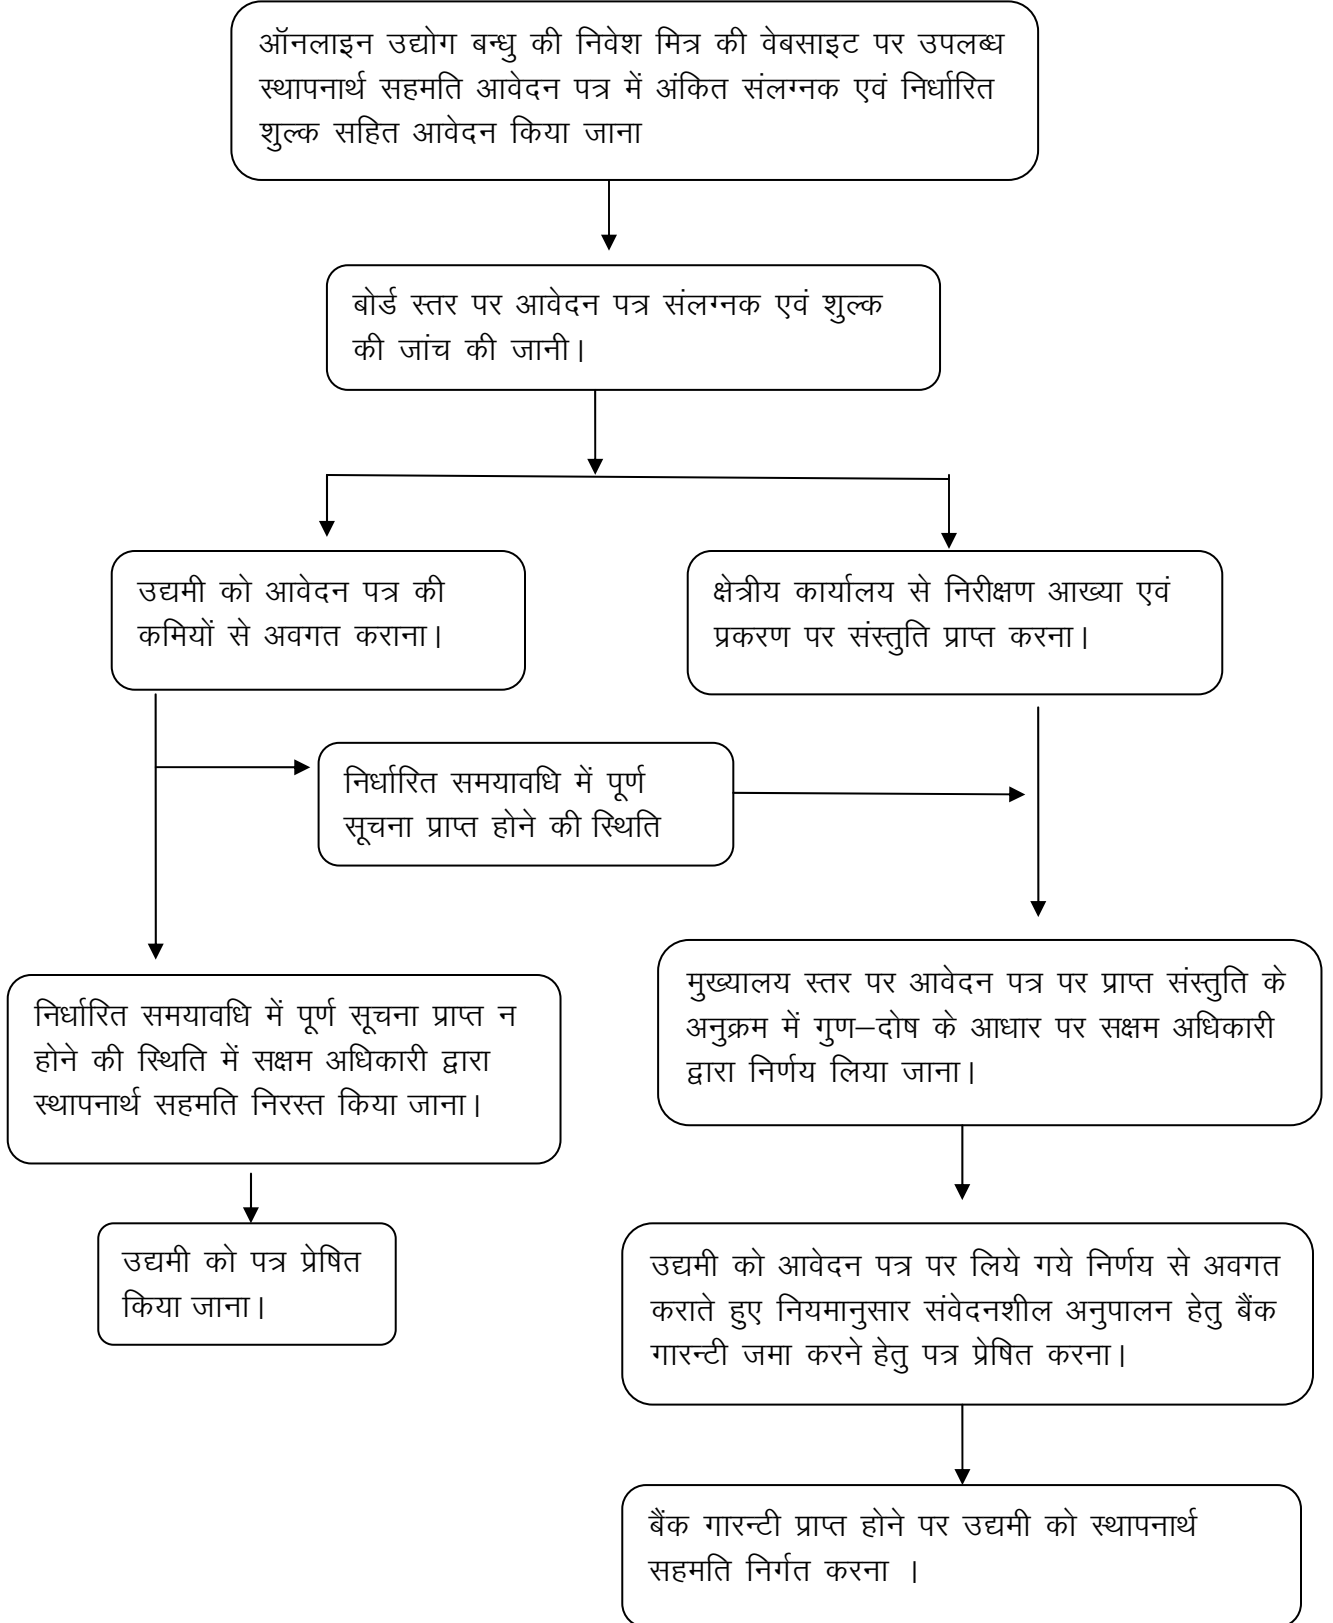 ऑनलाइन उद्योग बन्धु की निवेश मित्र की वेबसाइट पर उपलब्ध
स्थापनार्थ सहमति आवेदन पत्र में अंकित संलग्नक एवं निर्धारित
शुल्क सहित आवेदन किया जाना
बोर्ड स्तर पर आवेदन पत्र संलग्नक एवं शुल्क
की जांच की जानी।
उद्यमी को आवेदन पत्र की
कमियों से अवगत कराना।
क्षेत्रीय कार्यालय से निरीक्षण आख्या एवं
प्रकरण पर संस्तुति प्राप्त करना।
निर्धारित समयावधि में पूर्ण
सूचना प्राप्त होने की स्थिति
निर्धारित समयावधि में पूर्ण सूचना प्राप्त न
होने की स्थिति में सक्षम अधिकारी द्वारा
स्थापनार्थ सहमति निरस्त किया जाना।
मुख्यालय स्तर पर आवेदन पत्र पर प्राप्त संस्तुति के
अनुक्रम में गुण–दोष के आधार पर सक्षम अधिकारी
द्वारा निर्णय लिया जाना।
उद्यमी को पत्र प्रेषित
किया जाना।
उद्यमी को आवेदन पत्र पर लिये गये निर्णय से अवगत
कराते हुए नियमानुसार संवेदनशील अनुपालन हेतु बैंक
गारन्टी जमा करने हेतु पत्र प्रेषित करना।
बैंक गारन्टी प्राप्त होने पर उद्यमी को स्थापनार्थ
सहमति निर्गत करना ।